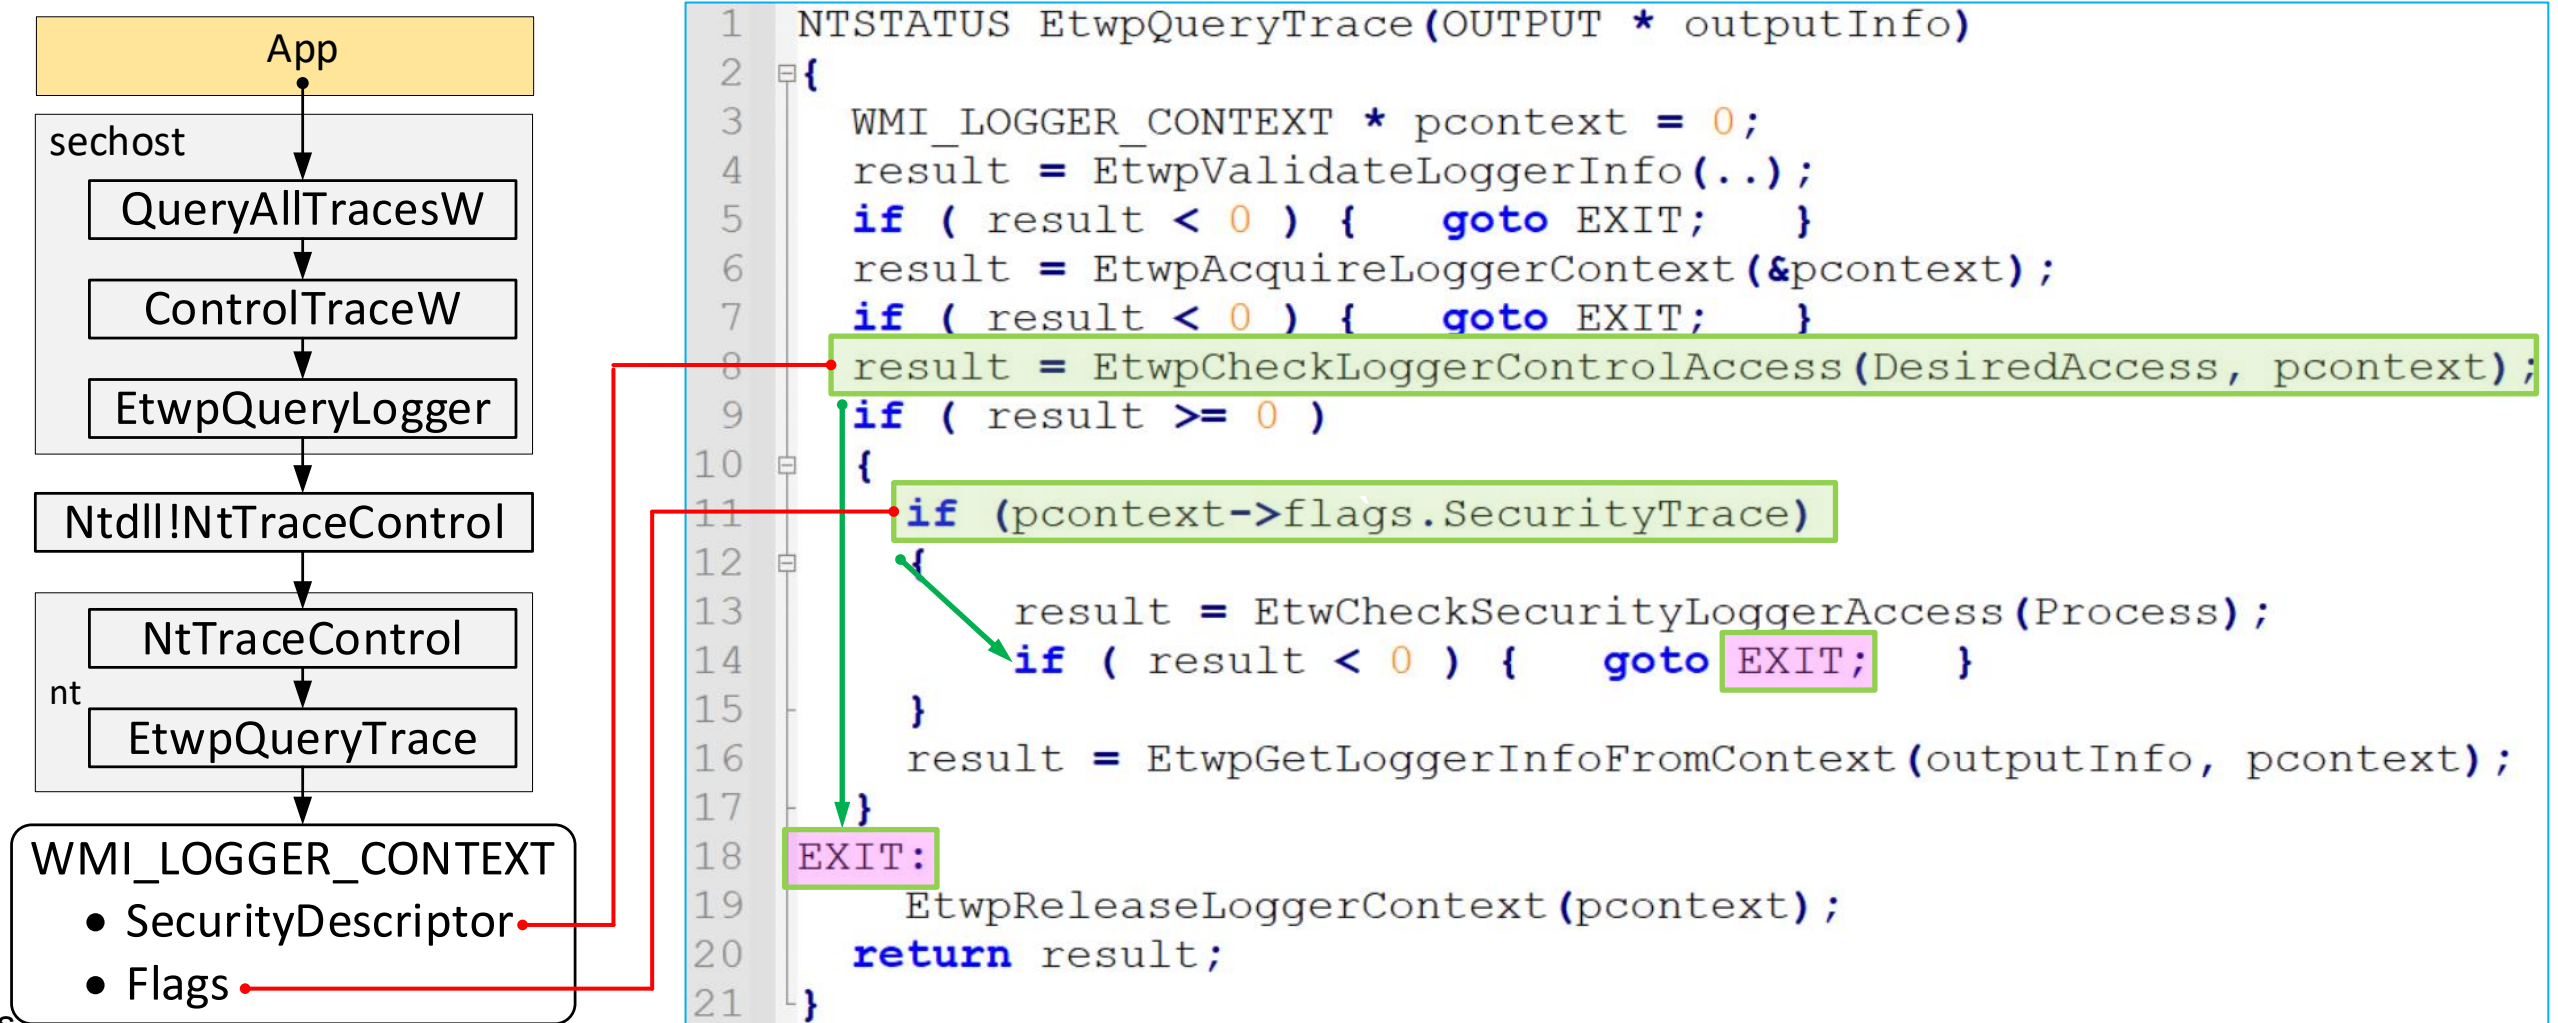 App
sechost
QueryAllTracesW
ControlTraceW
EtwpQueryLogger
Ntdll!NtTraceControl
NtTraceControl
nt
EtwpQueryTrace
WMI_LOGGER_CONTEXT
• SecurityDescriptor
• Flags
s
1 NTSTATUS EtwpQueryTrace(OUTPUT * outputInfo)
2 {
3 WMI_LOGGER_CONTEXT * pcontext = 0;
4 result = EtwpValidateLoggerInfo(..);
5 if ( result < 0 ) { goto EXIT; }
6 result = EtwpAcquireLoggerContext(&pcontext);
7 if ( result < 0 ) { goto EXIT; }
8 result = EtwpCheckLoggerControlAccess(DesiredAccess, pcontext);
9 if ( result >= 0 )
10 {
11 if (pcontext->flags.SecurityTrace)
12 {
13 result = EtwCheckSecurityLoggerAccess(Process);
14 if ( result < 0 ) { goto EXIT; }
15 }
16 result = EtwpGetLoggerInfoFromContext(outputInfo, pcontext);
17 }
18 EXIT:
19 EtwpReleaseLoggerContext(pcontext);
20 return result;
21 }